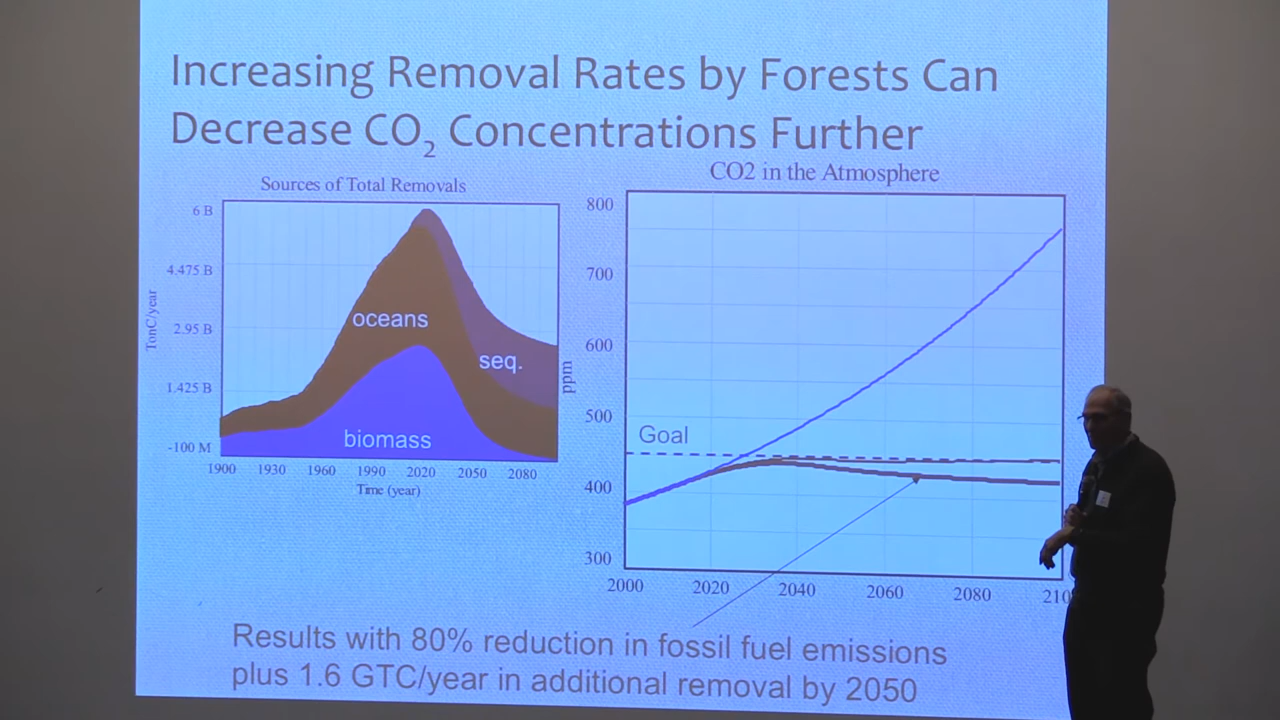 Increasing Removal Rates by Forests Can
Decrease CO₂ Concentrations Further
Sources of Total Removals
6 B
4.475 B
2.95 B
1.425 B
-100 M
TonC/year
oceans
seq.
biomass
1900 1930 1960 1990 2020 2050 2080
Time (year)
CO2 in the Atmosphere
800
700
600
500
400
300
ppm
Goal
2000 2020 2040 2060 2080 210
Results with 80% reduction in fossil fuel emissions
plus 1.6 GTC/year in additional removal by 2050